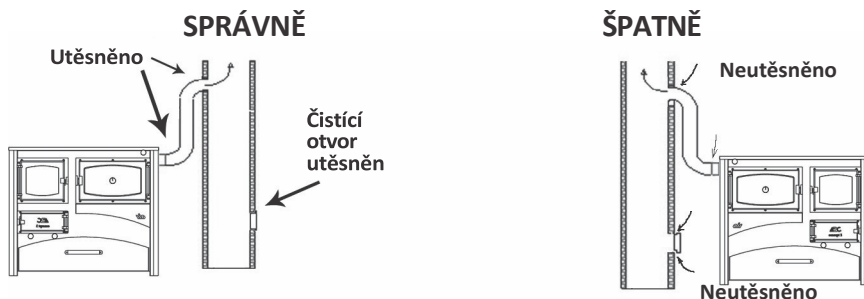 SPRÁVNĚ
Utěsněno
Čistící
otvor
utěsněn
ŠPATNĚ
Neutěsněno
Neutěsněno